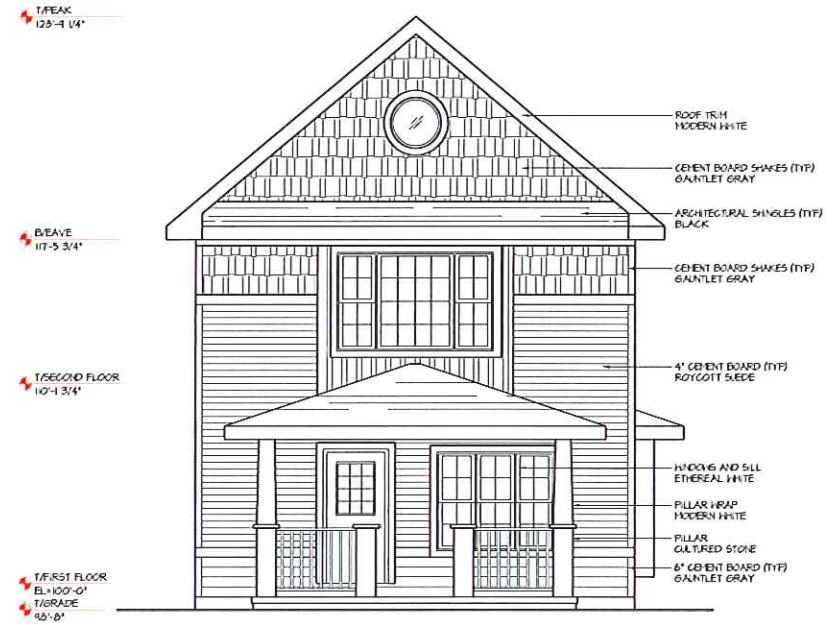 T/PEAK
123'-4 1/4"
ROOF TRIM
MODERN WHITE
CEMENT BOARD SHAKES (TYP)
GAUNTLET GRAY
ARCHITECTURAL SHINGLES (TYP)
BLACK
B/EAVE
117'-5 3/4"
CEMENT BOARD SHAKES (TYP)
GAUNTLET GRAY
4" CEMENT BOARD (TYP)
ROYCOTT SUEDE
T/SECOND FLOOR
110'-1 3/4"
WINDOWS AND SILL
ETHEREAL WHITE
PILLAR WRAP
MODERN WHITE
PILLAR
CULTURED STONE
6" CEMENT BOARD (TYP)
GAUNTLET GRAY
T/FIRST FLOOR
EL=100'-0"
T/GRADE
98'-8"